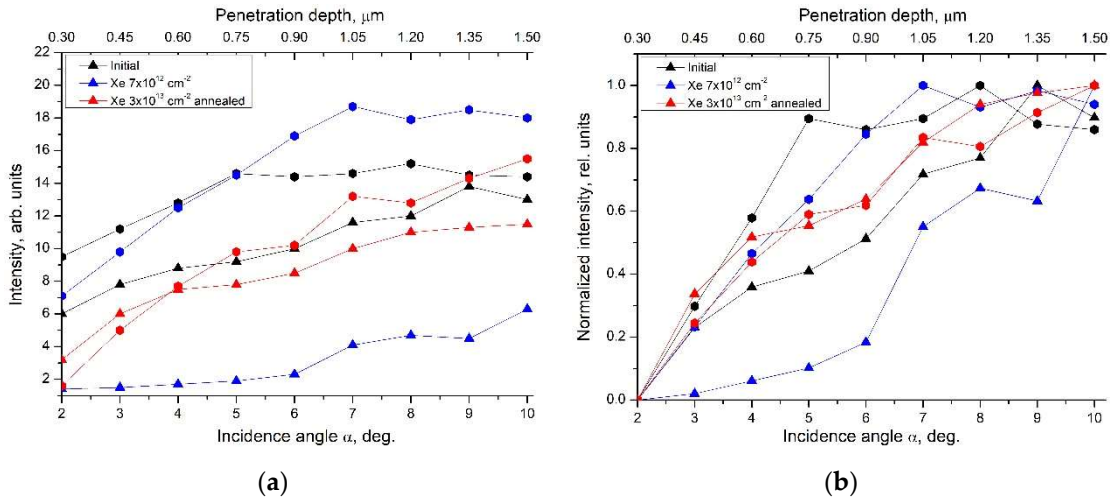 (a)
Penetration depth, μm
0.30 0.45 0.60 0.75 0.90 1.05 1.20 1.35 1.50
Initial
Xe 7x10¹² cm⁻²
Xe 3x10¹³ cm⁻² annealed
22
20
18
16
14
12
10
8
6
4
2
Intensity, arb. units
2 3 4 5 6 7 8 9 10
Incidence angle α, deg.
(b)
Penetration depth, μm
0.30 0.45 0.60 0.75 0.90 1.05 1.20 1.35 1.50
Initial
Xe 7x10¹² cm⁻²
Xe 3x10¹³ cm⁻² annealed
1.0
0.8
0.6
0.4
0.2
0.0
Normalized intensity, rel. units
2 3 4 5 6 7 8 9 10
Incidence angle α, deg.
(a)
(b)